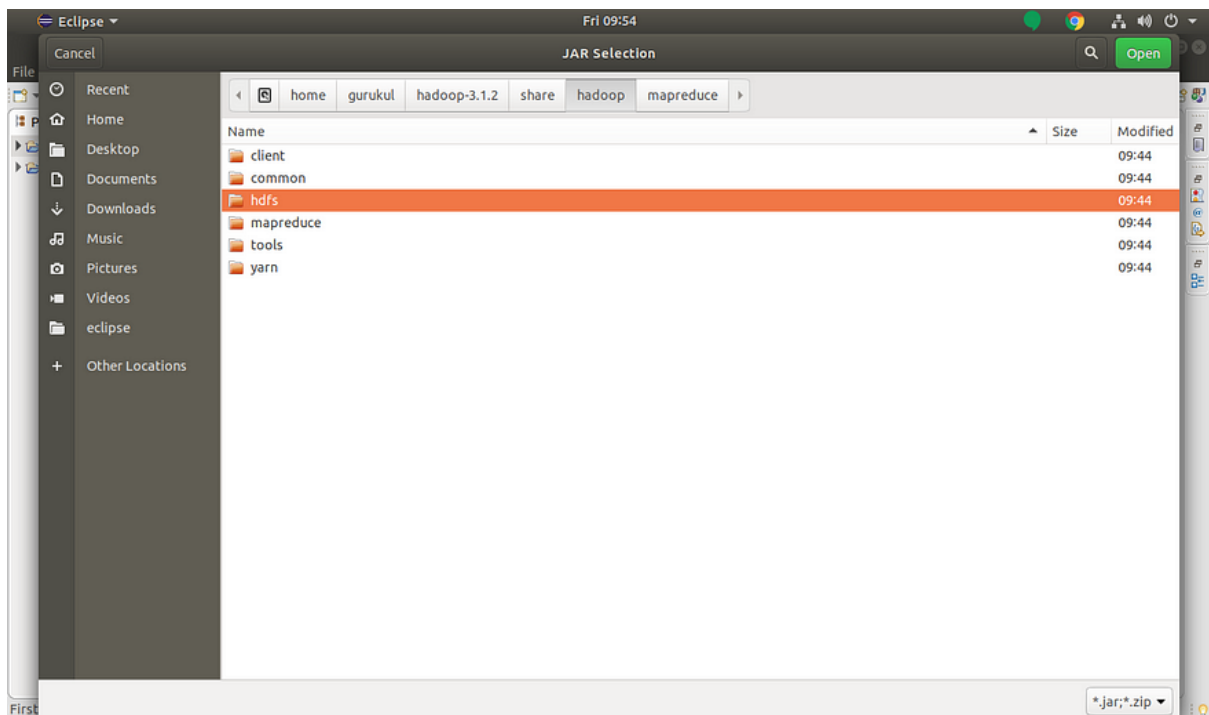 Eclipse Fri 09:54
Cancel JAR Selection Open
File
Recent
Home
Desktop
Documents
Downloads
Music
Pictures
Videos
eclipse
Other Locations
home gurukul hadoop-3.1.2 share hadoop mapreduce
Name Size Modified
client 09:44
common 09:44
hdfs 09:44
mapreduce 09:44
tools 09:44
yarn 09:44
*.jar;*.zip
First